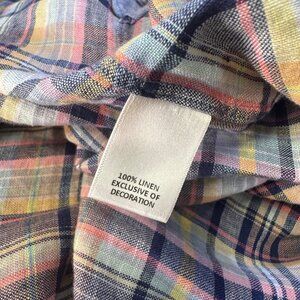 100% LINEN
EXCLUSIVE OF
DECORATION